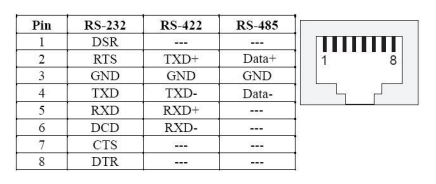 Pin RS-232 RS-422 RS-485
1 DSR --- ---
2 RTS TXD+ Data+
3 GND GND GND
4 TXD TXD- Data-
5 RXD RXD+ ---
6 DCD RXD- ---
7 CTS --- ---
8 DTR --- ---
1 8